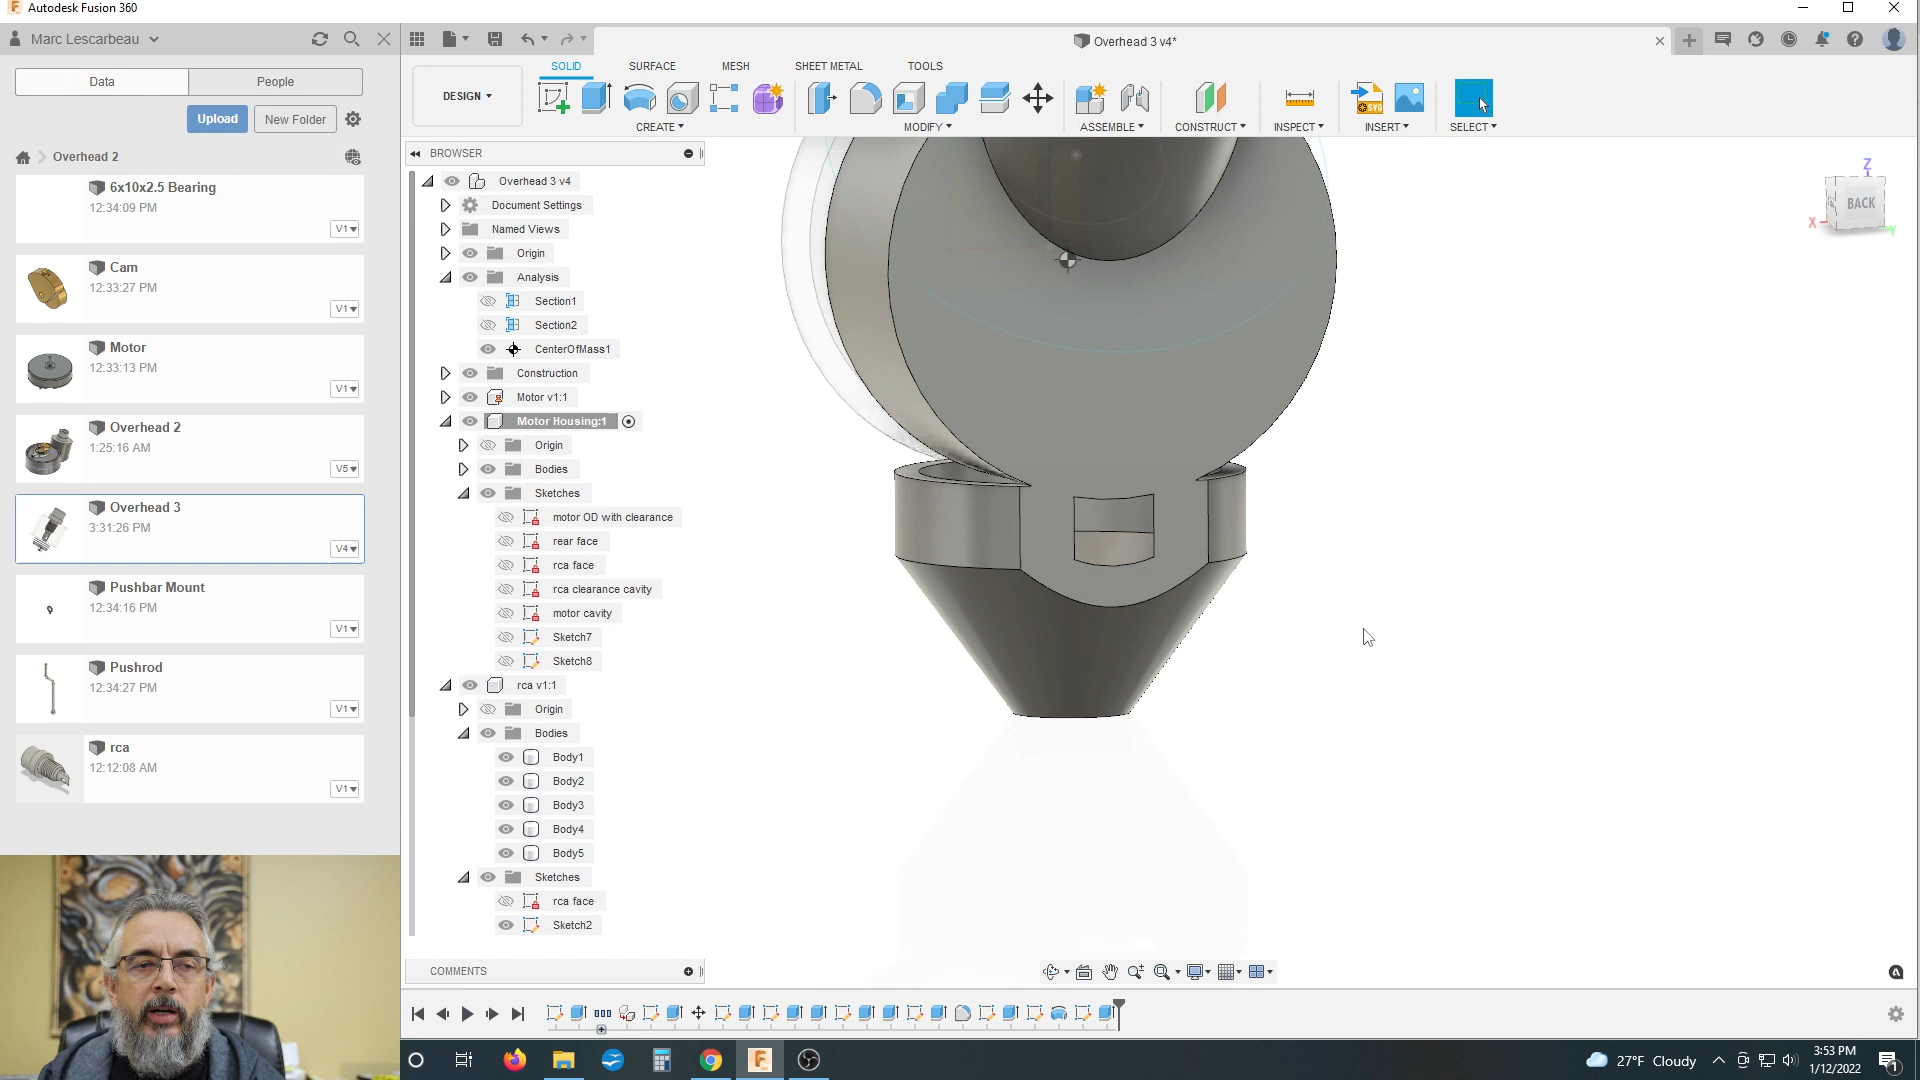 Autodesk Fusion 360
Marc Lescarbeau
Overhead 3 v4*
Data
People
Upload
New Folder
Overhead 2
6x10x2.5 Bearing
12:34:09 PM
V1
Cam
12:33:27 PM
V1
Motor
12:33:13 PM
V1
Overhead 2
1:25:16 AM
V5
Overhead 3
3:31:26 PM
V4
Pushbar Mount
12:34:16 PM
V1
Pushrod
12:34:27 PM
V1
rca
12:12:08 AM
V1
DESIGN
SOLID
SURFACE
MESH
SHEET METAL
TOOLS
CREATE
MODIFY
ASSEMBLE
CONSTRUCT
INSPECT
INSERT
SELECT
SVG
BROWSER
Overhead 3 v4
Document Settings
Named Views
Origin
Analysis
Section1
Section2
CenterOfMass1
Construction
Motor v1:1
Motor Housing:1
Origin
Bodies
Sketches
motor OD with clearance
rear face
rca face
rca clearance cavity
motor cavity
Sketch7
Sketch8
rca v1:1
Origin
Bodies
Body1
Body2
Body3
Body4
Body5
Sketches
rca face
Sketch2
Z
BACK
X
Y
COMMENTS
27°F Cloudy
3:53 PM
1/12/2022
1